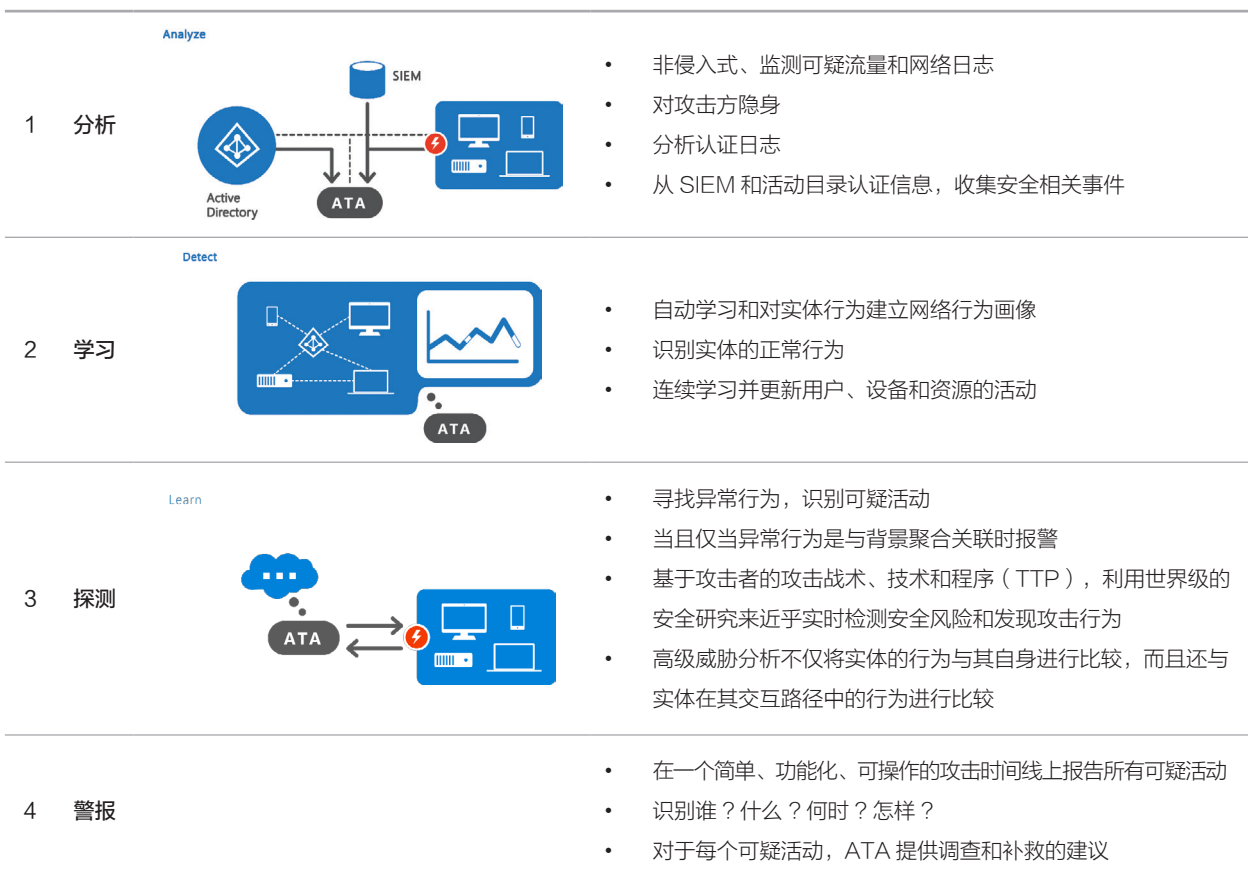 Analyze
SIEM
Active
Directory
ATA
1 分析
• 非侵入式、监测可疑流量和网络日志
• 对攻击方隐身
• 分析认证日志
• 从 SIEM 和活动目录认证信息，收集安全相关事件
Detect
ATA
2 学习
• 自动学习和对实体行为建立网络行为画像
• 识别实体的正常行为
• 连续学习并更新用户、设备和资源的活动
Learn
ATA
3 探测
• 寻找异常行为，识别可疑活动
• 当且仅当异常行为是与背景聚合关联时报警
• 基于攻击者的攻击战术、技术和程序（TTP），利用世界级的
安全研究来近乎实时检测安全风险和发现攻击行为
• 高级威胁分析不仅将实体的行为与其自身进行比较，而且还与
实体在其交互路径中的行为进行比较
4 警报
• 在一个简单、功能化、可操作的攻击时间线上报告所有可疑活动
• 识别谁？什么？何时？怎样？
• 对于每个可疑活动，ATA 提供调查和补救的建议